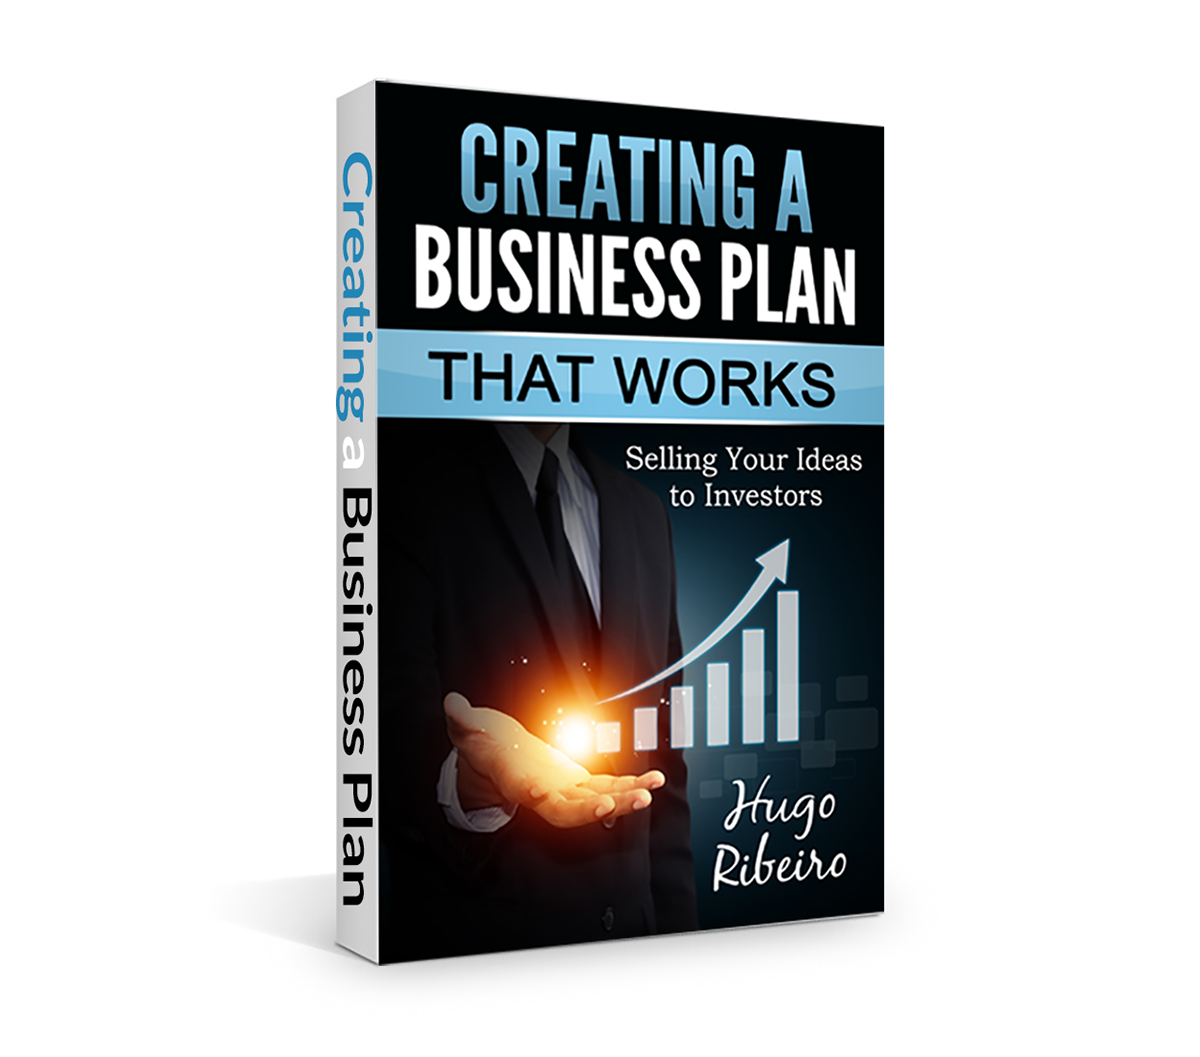 Creating a Business Plan
CREATING A
BUSINESS PLAN
THAT WORKS
Selling Your Ideas
to Investors
Hugo
Ribeiro